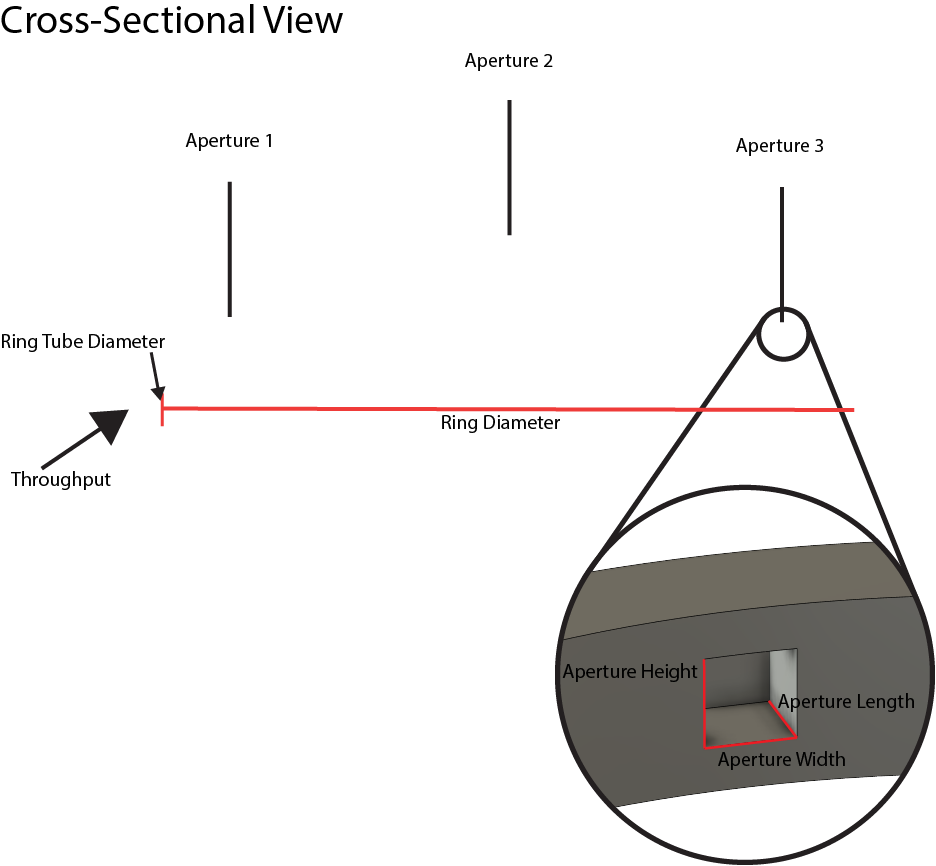 Cross-Sectional View
Aperture 2
Aperture 1
Aperture 3
Ring Tube Diameter
Ring Diameter
Throughput
Aperture Height
Aperture Length
Aperture Width